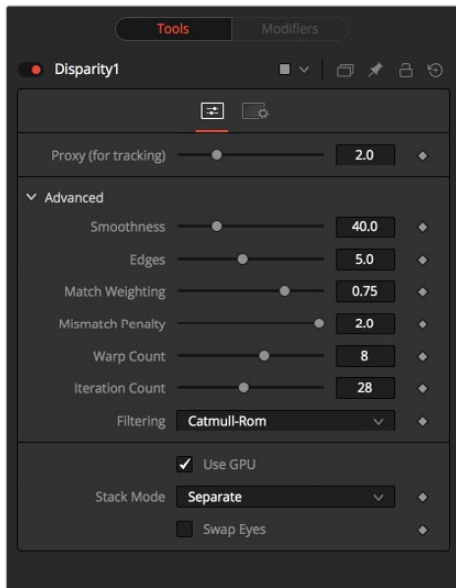 Tools Modifiers
Disparity1
Proxy (for tracking) 2.0
Advanced
Smoothness 40.0
Edges 5.0
Match Weighting 0.75
Mismatch Penalty 2.0
Warp Count 8
Iteration Count 28
Filtering Catmull-Rom
Use GPU
Stack Mode Separate
Swap Eyes